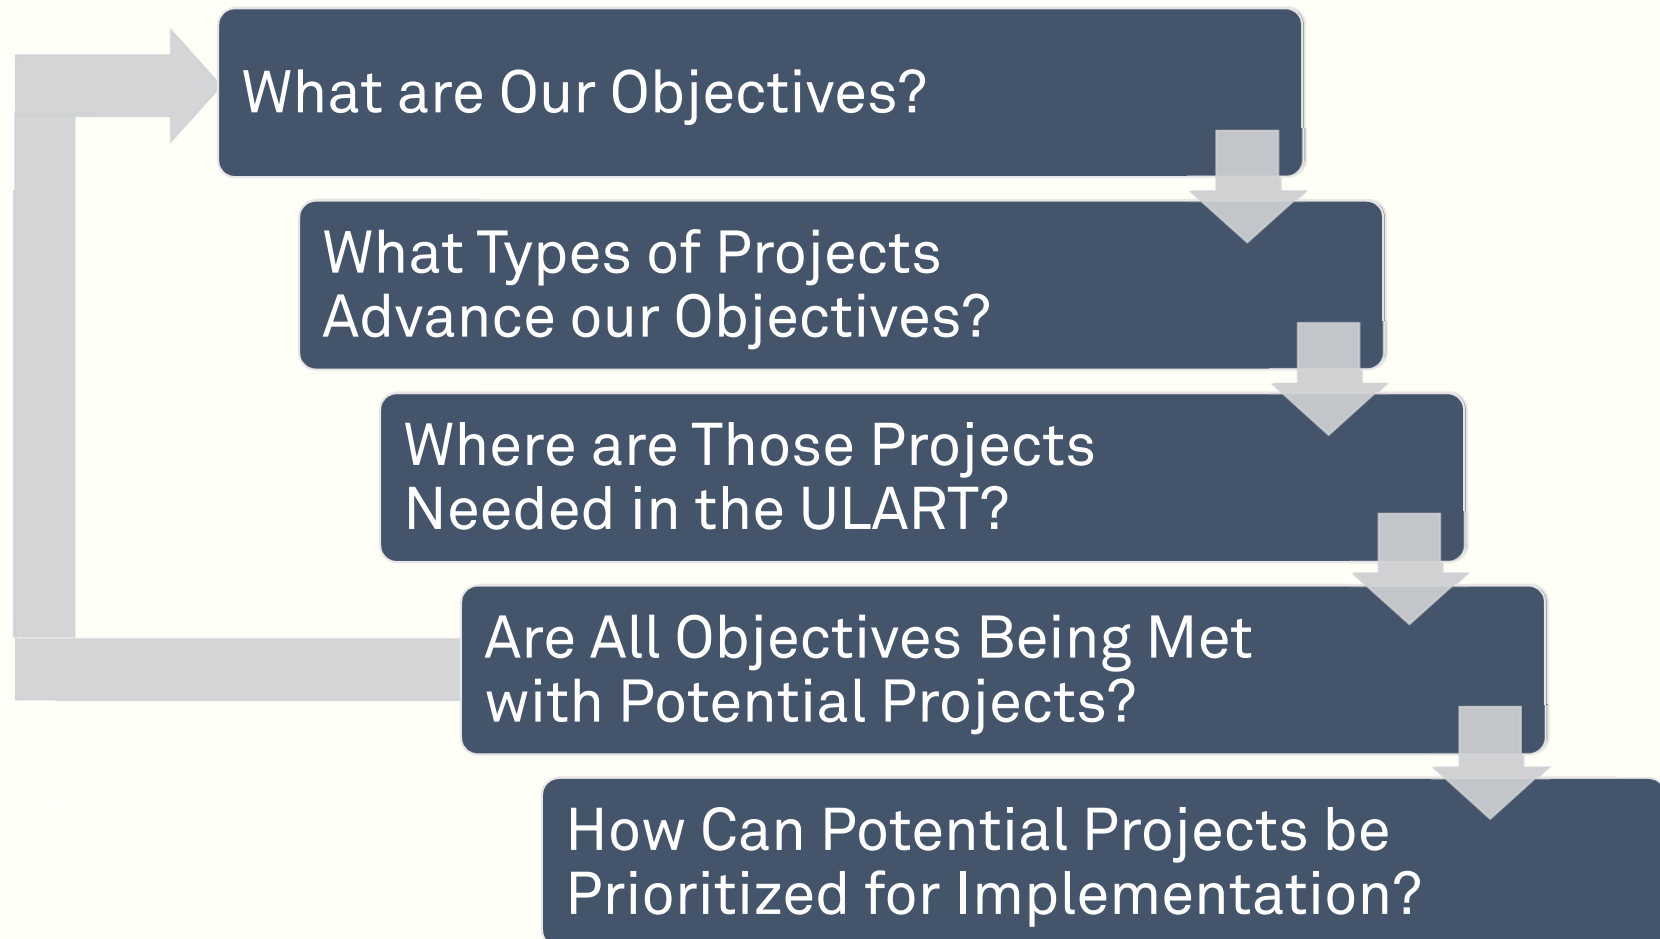 What are Our Objectives?
What Types of Projects
Advance our Objectives?
Where are Those Projects
Needed in the ULART?
Are All Objectives Being Met
with Potential Projects?
How Can Potential Projects be
Prioritized for Implementation?